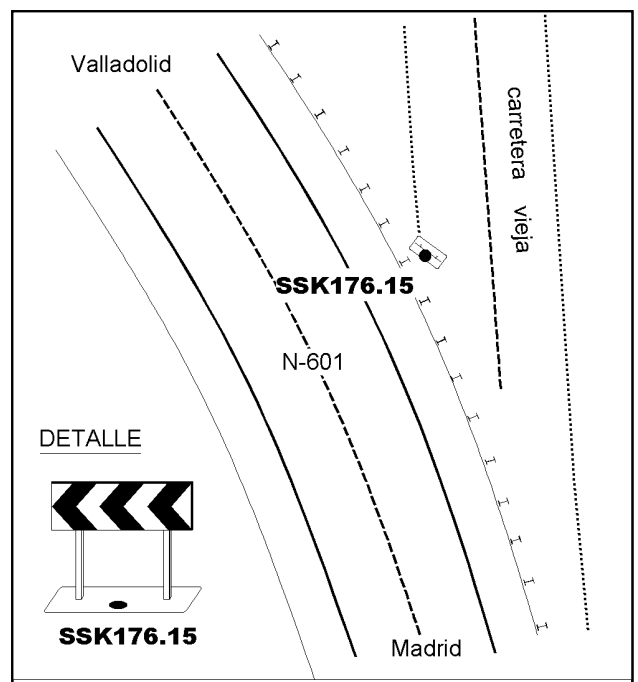 Valladolid
carretera vieja
SSK176.15
N-601
DETALLE
SSK176.15
Madrid